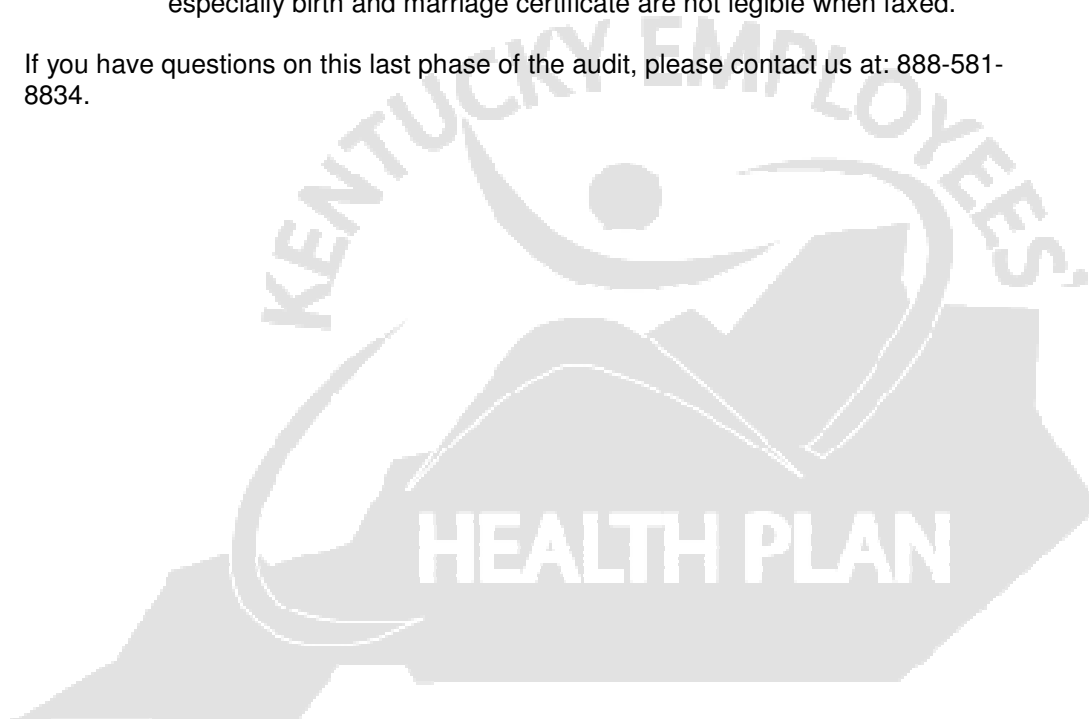 especially birth and marriage certificate are not legible when faxed.
If you have questions on this last phase of the audit, please contact us at: 888-581-
8834.
KENTUCKY EMPLOYEES'
HEALTH PLAN